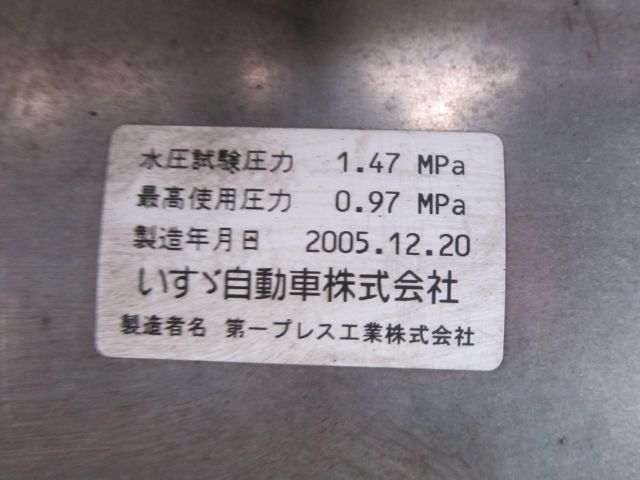 水圧試験圧力 1.47 MPa
最高使用圧力 0.97 MPa
製造年月日 2005.12.20
いすゞ自動車株式会社
製造者名 第一プレス工業株式会社